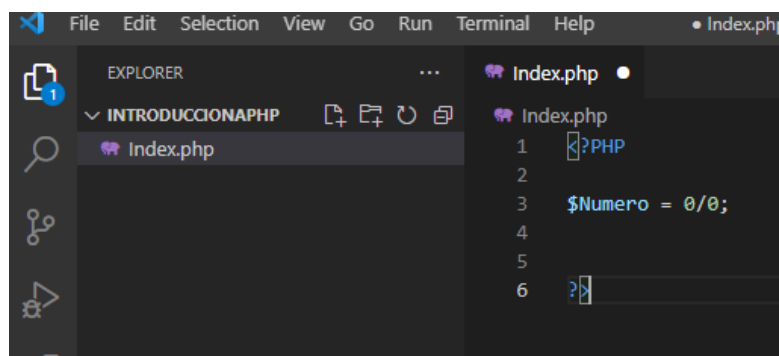 File Edit Selection View Go Run Terminal Help ● Index.php
EXPLORER ... Index.php ●
1
INTRODUCCIONAPHP Index.php
Index.php 1 <?PHP
2
3 $Numero = 0/0;
4
5
6 ?>